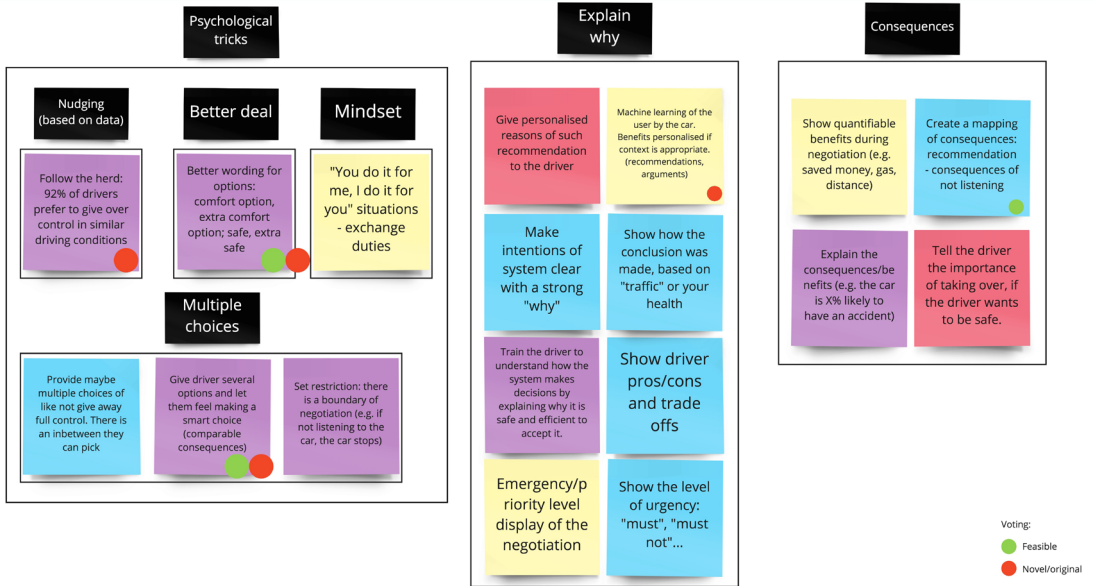 Psychological
tricks
Nudging
(based on data)
Better deal
Mindset
Follow the herd:
92% of drivers
prefer to give over
control in similar
driving conditions
Better wording for
options:
comfort option,
extra comfort
option; safe, extra
safe
"You do it for
me, I do it for
you" situations
- exchange
duties
Multiple
choices
Provide maybe
multiple choices of
like not give away
full control. There is
an inbetween they
can pick
Give driver several
options and let
them feel making a
smart choice
(comparable
consequences)
Set restriction: there
is a boundary of
negotiation (e.g. if
not listening to the
car, the car stops)
Explain
why
Give personalised
reasons of such
recommendation
to the driver
Machine learning of the
user by the car.
Benefits personalised if
context is appropriate.
(recommendations,
arguments)
Make
intentions of
system clear
with a strong
"why"
Show how the
conclusion was
made, based on
"traffic" or your
health
Train the driver to
understand how the
system makes
decisions by
explaining why it is
safe and efficient to
accept it.
Show driver
pros/cons
and trade
offs
Emergency/p
riority level
display of the
negotiation
Show the level
of urgency:
"must", "must
not"...
Consequences
Show quantifiable
benefits during
negotiation (e.g.
saved money, gas,
distance)
Create a mapping
of consequences:
recommendation
- consequences of
not listening
Explain the
consequences/be
nefits (e.g. the car
is X% likely to
have an accident)
Tell the driver
the importance
of taking over, if
the driver wants
to be safe.
Voting:
Feasible
Novel/original